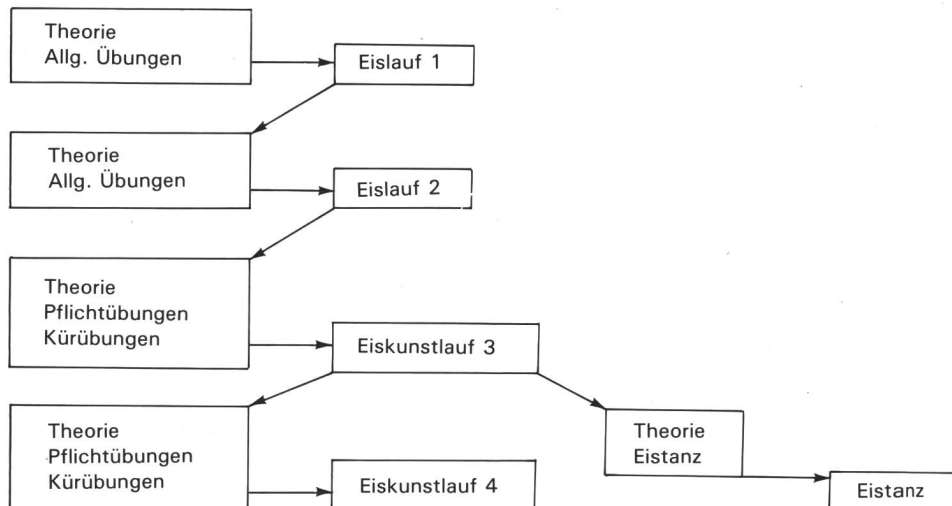 Theorie
Allg. Übungen
Eislauf 1
Theorie
Allg. Übungen
Eislauf 2
Theorie
Pflichtübungen
Kürübungen
Eiskunstlauf 3
Theorie
Pflichtübungen
Kürübungen
Eiskunstlauf 4
Theorie
Eistanz
Eistanz